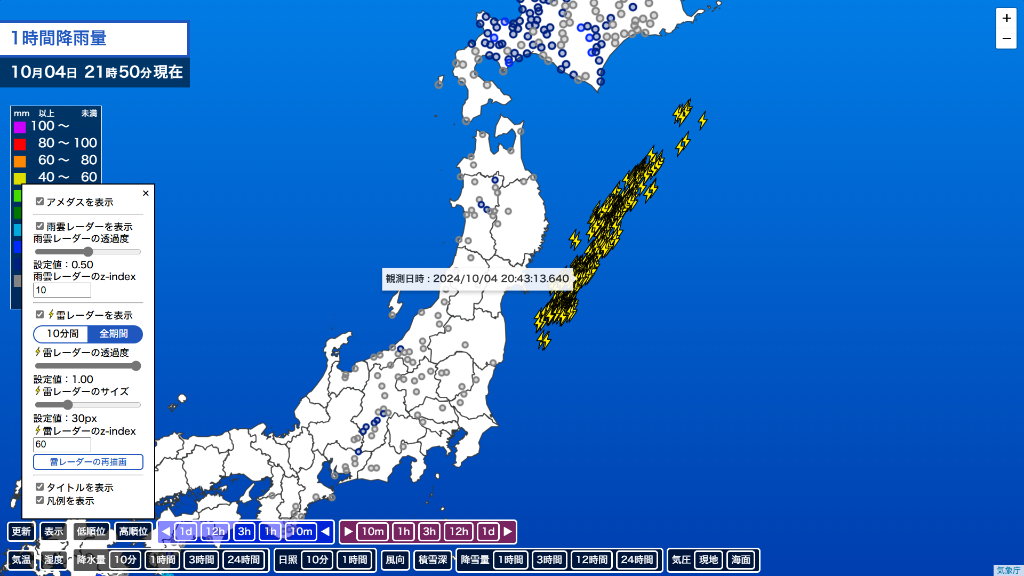 1時間降雨量
10月04日 21時50分現在
mm 以上 未満
100 ～
80 ～ 100
60 ～ 80
40 ～ 60
×
アメダスを表示
雨雲レーダーを表示
雨雲レーダーの透過度
設定値：0.50
雨雲レーダーのz-index
10
⚡雷レーダーを表示
10分間 全期間
⚡雷レーダーの透過度
設定値：1.00
⚡雷レーダーのサイズ
設定値：30px
⚡雷レーダーのz-index
60
雷レーダーの再描画
タイトルを表示
凡例を表示
観測日時 : 2024/10/04 20:43:13.640
+
−
更新 表示 低順位 高順位 ◀ 1d 12h 3h 1h 10m ◀ ▶ 10m 1h 3h 12h 1d ▶
気温 湿度 降水量 10分 1時間 3時間 24時間 日照 10分 1時間 風向 積雪深 降雪量 1時間 3時間 12時間 24時間 気圧 現地 海面
気象庁